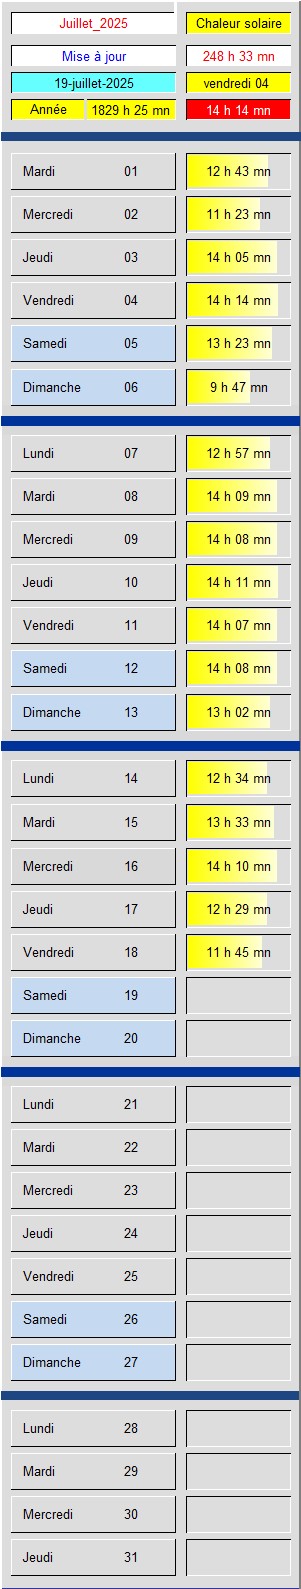 Juillet_2025 Chaleur solaire
Mise à jour 248 h 33 mn
19-juillet-2025 vendredi 04
Année 1829 h 25 mn 14 h 14 mn
Mardi 01 12 h 43 mn
Mercredi 02 11 h 23 mn
Jeudi 03 14 h 05 mn
Vendredi 04 14 h 14 mn
Samedi 05 13 h 23 mn
Dimanche 06 9 h 47 mn
Lundi 07 12 h 57 mn
Mardi 08 14 h 09 mn
Mercredi 09 14 h 08 mn
Jeudi 10 14 h 11 mn
Vendredi 11 14 h 07 mn
Samedi 12 14 h 08 mn
Dimanche 13 13 h 02 mn
Lundi 14 12 h 34 mn
Mardi 15 13 h 33 mn
Mercredi 16 14 h 10 mn
Jeudi 17 12 h 29 mn
Vendredi 18 11 h 45 mn
Samedi 19
Dimanche 20
Lundi 21
Mardi 22
Mercredi 23
Jeudi 24
Vendredi 25
Samedi 26
Dimanche 27
Lundi 28
Mardi 29
Mercredi 30
Jeudi 31